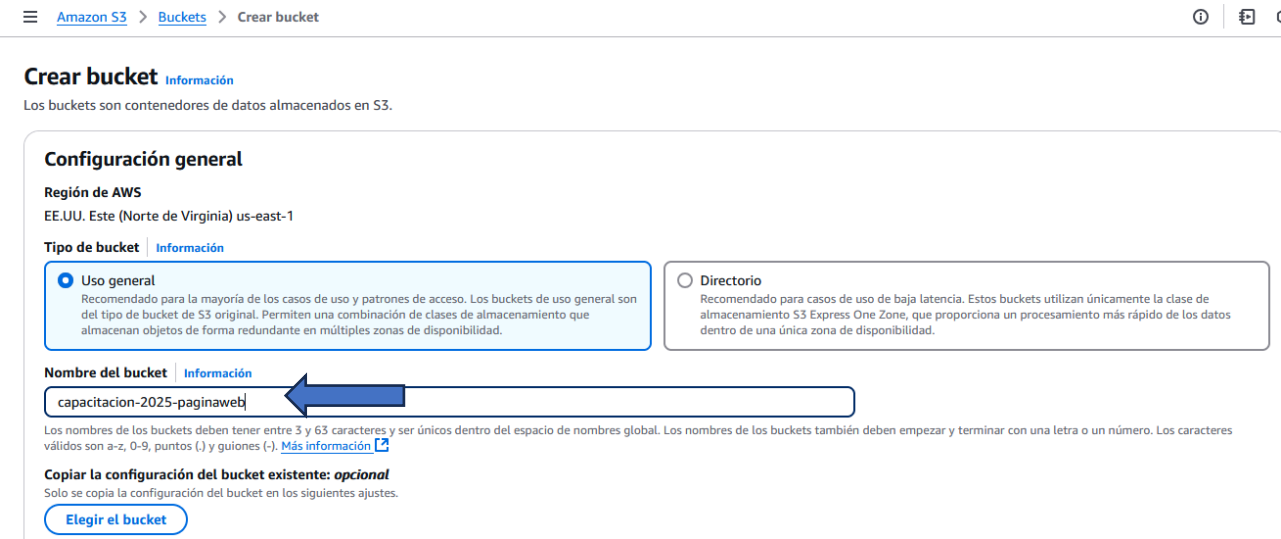 Amazon S3 > Buckets > Crear bucket
Crear bucket Información
Los buckets son contenedores de datos almacenados en S3.
Configuración general
Región de AWS
EE.UU. Este (Norte de Virginia) us-east-1
Tipo de bucket Información
Uso general
Recomendado para la mayoría de los casos de uso y patrones de acceso. Los buckets de uso general son
del tipo de bucket de S3 original. Permiten una combinación de clases de almacenamiento que
almacenan objetos de forma redundante en múltiples zonas de disponibilidad.
Directorio
Recomendado para casos de uso de baja latencia. Estos buckets utilizan únicamente la clase de
almacenamiento S3 Express One Zone, que proporciona un procesamiento más rápido de los datos
dentro de una única zona de disponibilidad.
Nombre del bucket Información
capacitacion-2025-paginaweb
Los nombres de los buckets deben tener entre 3 y 63 caracteres y ser únicos dentro del espacio de nombres global. Los nombres de los buckets también deben empezar y terminar con una letra o un número. Los caracteres
válidos son a-z, 0-9, puntos (.) y guiones (-). Más información
Copiar la configuración del bucket existente: opcional
Solo se copia la configuración del bucket en los siguientes ajustes.
Elegir el bucket